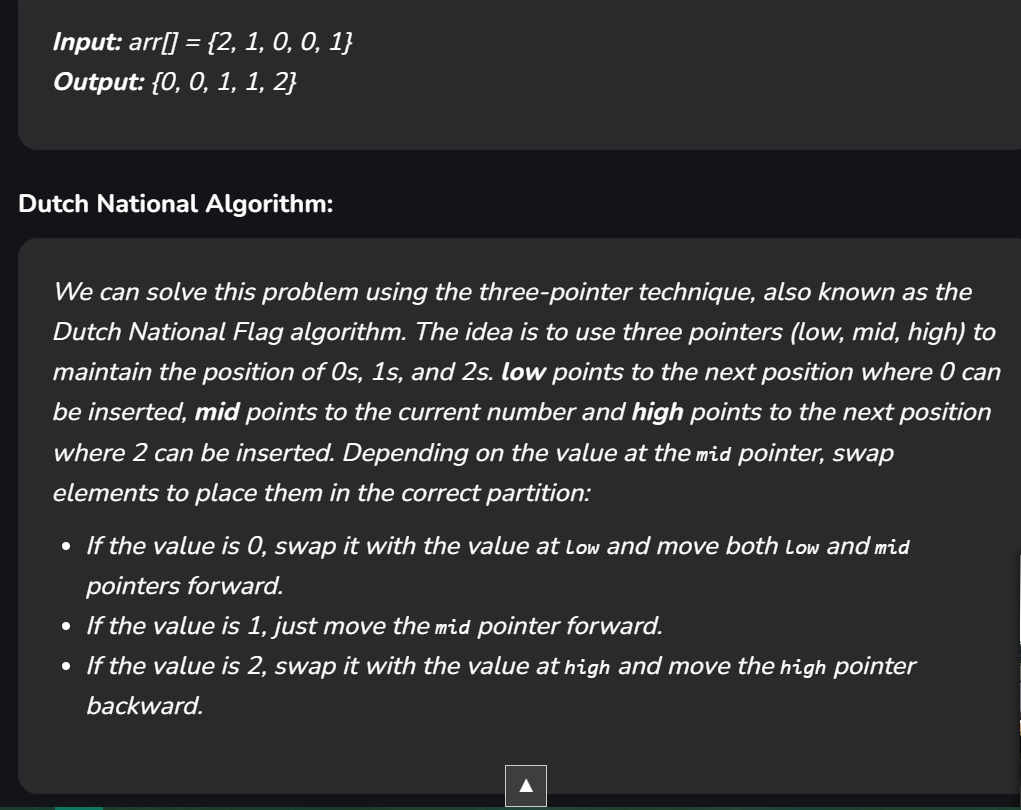 Input: arr[] = {2, 1, 0, 0, 1}
Output: {0, 0, 1, 1, 2}
Dutch National Algorithm:
We can solve this problem using the three-pointer technique, also known as the
Dutch National Flag algorithm. The idea is to use three pointers (low, mid, high) to
maintain the position of 0s, 1s, and 2s. low points to the next position where 0 can
be inserted, mid points to the current number and high points to the next position
where 2 can be inserted. Depending on the value at the mid pointer, swap
elements to place them in the correct partition:
• If the value is 0, swap it with the value at low and move both low and mid
pointers forward.
• If the value is 1, just move the mid pointer forward.
• If the value is 2, swap it with the value at high and move the high pointer
backward.